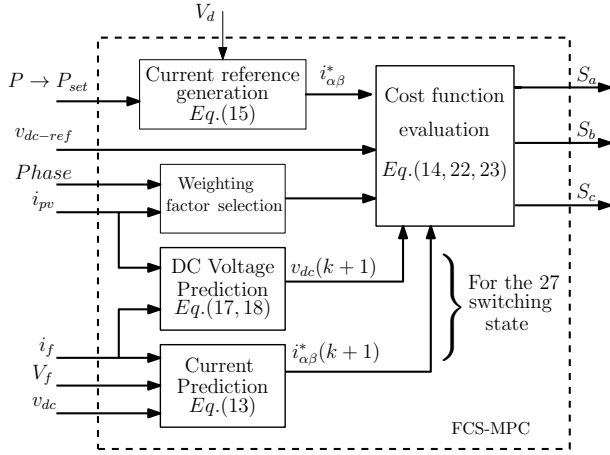 V_d
P → P_set
Current reference
generation
Eq.(15)
i*_αβ
Cost function
evaluation
Eq.(14, 22, 23)
S_a
S_b
S_c
v_dc−ref
Phase
i_pv
Weighting
factor selection
DC Voltage
Prediction
Eq.(17, 18)
v_dc(k + 1)
For the 27
switching
state
i_f
V_f
v_dc
Current
Prediction
Eq.(13)
i*_αβ(k + 1)
FCS-MPC